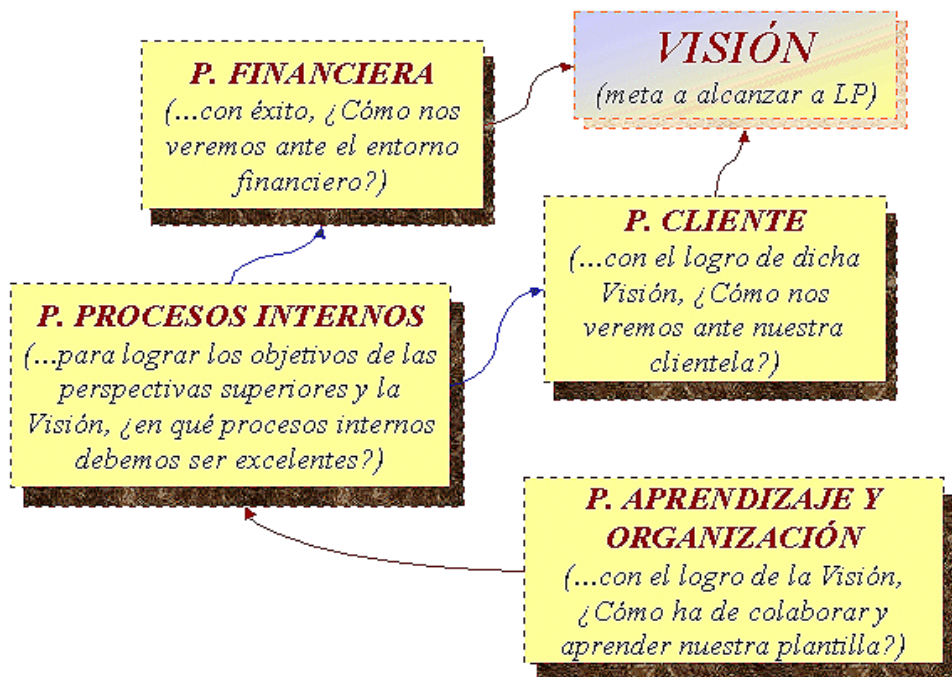 VISIÓN
(meta a alcanzar a LP)
P. FINANCIERA
(...con éxito, ¿Cómo nos
veremos ante el entorno
financiero?)
P. CLIENTE
(...con el logro de dicha
Visión, ¿Cómo nos
veremos ante nuestra
clientela?)
P. PROCESOS INTERNOS
(...para lograr los objetivos de las
perspectivas superiores y la
Visión, ¿en qué procesos internos
debemos ser excelentes?)
P. APRENDIZAJE Y
ORGANIZACIÓN
(...con el logro de la Visión,
¿Cómo ha de colaborar y
aprender nuestra plantilla?)